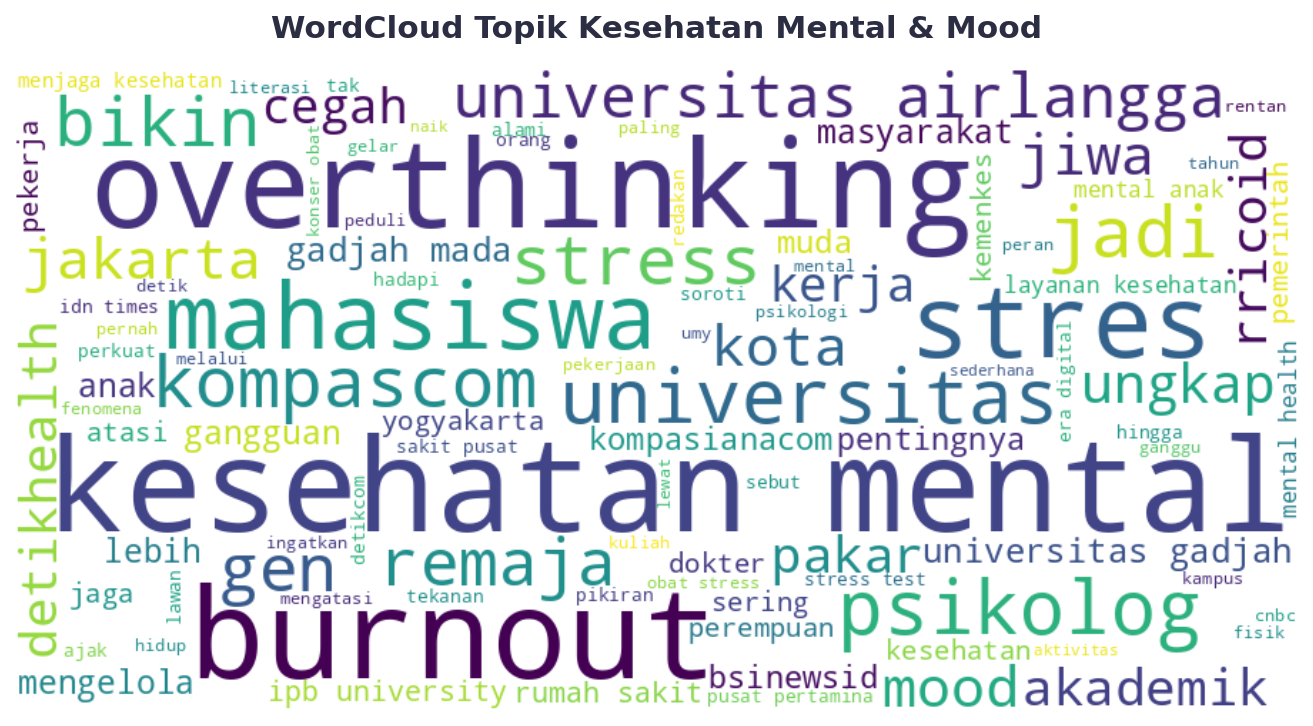 WordCloud Topik Kesehatan Mental & Mood
menjaga kesehatan
literasi
tak
universitas airlangga
rentan
bikin
cegah
konser obat
naik
alami
orang
paling
masyarakat
jiwa
tahun
rricoid
pemerintah
pekerja
gelar
overthinking
redakan
kemenkes
mental anak
peduli
jadi
jakarta
gadjah mada
stress
muda
peran
mental
detik
hadapi
kerja
layanan kesehatan
idn times
mahasiswa
soroti
psikologi
stres
pernah
umy
kota
perkuat
melalui
pekerjaan
sederhana
era digital
mental health
detikhealth
anak
kompascom
universitas
ungkap
fenomena
yogyakarta
atasi
gangguan
sakit pusat
kompasianacom
pentingnya
hingga
ganggu
kesehatan mental
detikcom
lewat
sebut
lebih
ingatkan
kuliah
gen
remaja
dokter
pakar
universitas gadjah
obat stress
stress test
kampus
jaga
lawan
mengatasi
tekanan
pikiran
sering
burnout
psikolog
cnbc
perempuan
fisik
ajak
hidup
kesehatan
aktivitas
mengelola
ipb university
rumah sakit
bsinewsid
pusat pertamina
mood
akademik